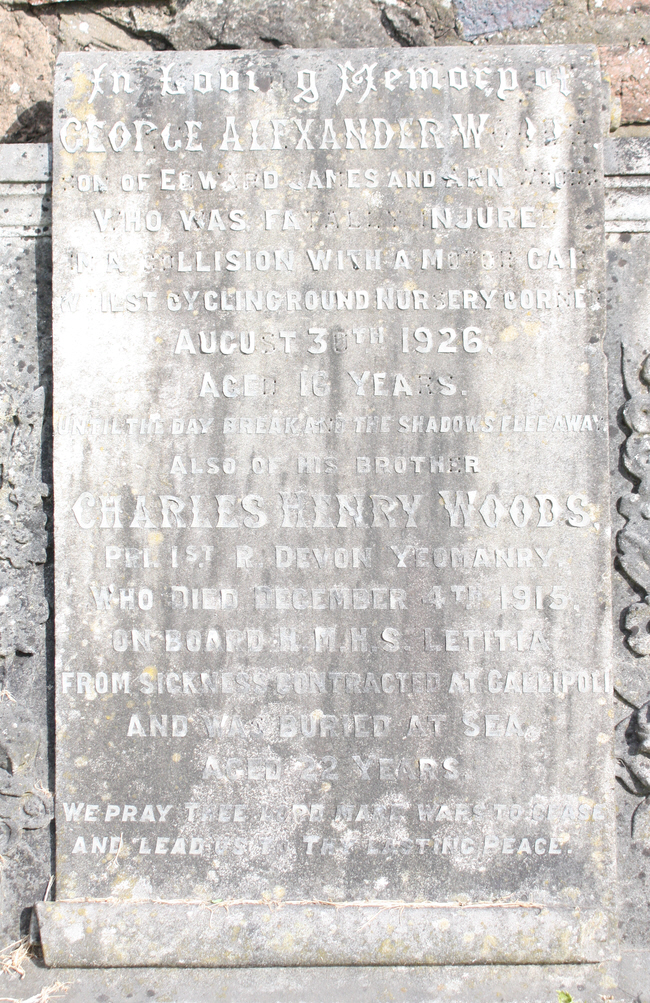 In Loving Memory of
GEORGE ALEXANDER WOODS
SON OF EDWARD JAMES AND ANN WOODS
WHO WAS FATALLY INJURED
IN A COLLISION WITH A MOTOR CAR
WHILST CYCLING ROUND NURSERY CORNER
AUGUST 30TH 1926.
AGED 16 YEARS.
UNTIL THE DAY BREAK AND THE SHADOWS FLEE AWAY.
ALSO OF HIS BROTHER
CHARLES HENRY WOODS,
1ST R. DEVON YEOMANRY,
WHO DIED DECEMBER 4TH 1915,
ON BOARD H.M.H.S. LETITIA
FROM SICKNESS CONTRACTED AT GALLIPOLI
AND WAS BURIED AT SEA,
AGED 22 YEARS.
WE PRAY THEE LORD MAKE WARS TO CEASE
AND LEAD US TO THY LASTING PEACE.